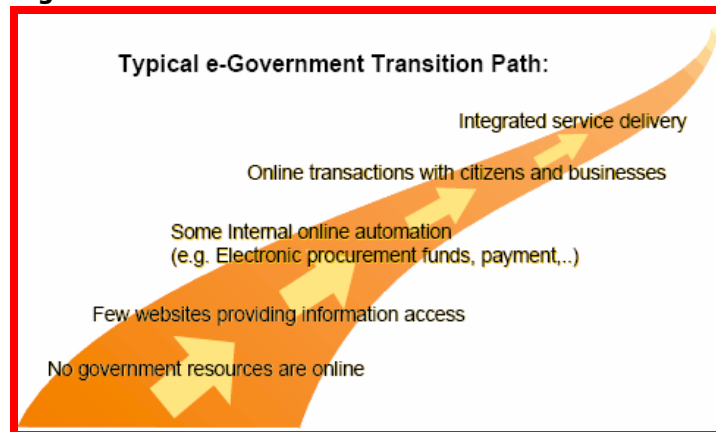 Typical e-Government Transition Path:
Integrated service delivery
Online transactions with citizens and businesses
Some Internal online automation
(e.g. Electronic procurement funds, payment,..)
Few websites providing information access
No government resources are online